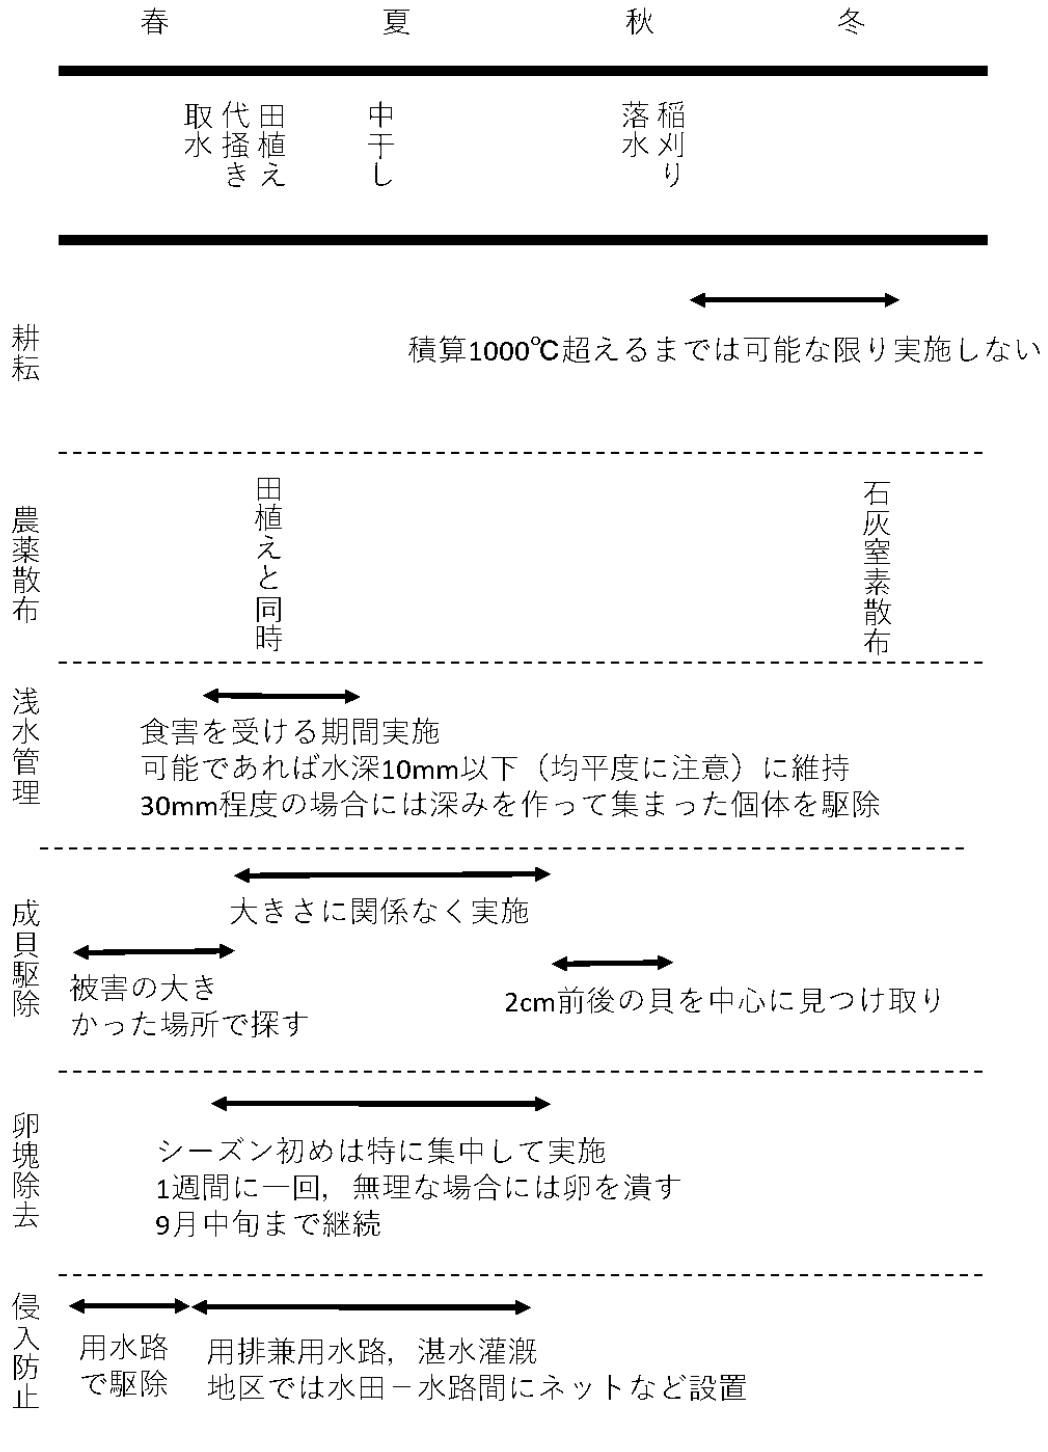 春 夏 秋 冬
取水
代掻き
田植え
中干し
落水
稲刈り
耕耘
積算1000℃超えるまでは可能な限り実施しない
農薬散布
田植えと同時
石灰窒素散布
浅水管理
食害を受ける期間実施
可能であれば水深10mm以下（均平度に注意）に維持
30mm程度の場合には深みを作って集まった個体を駆除
成貝駆除
大きさに関係なく実施
被害の大き
かった場所で探す
2cm前後の貝を中心に見つけ取り
卵塊除去
シーズン初めは特に集中して実施
1週間に一回，無理な場合には卵を潰す
9月中旬まで継続
侵入防止
用水路
で駆除
用排兼用水路，湛水灌漑
地区では水田－水路間にネットなど設置